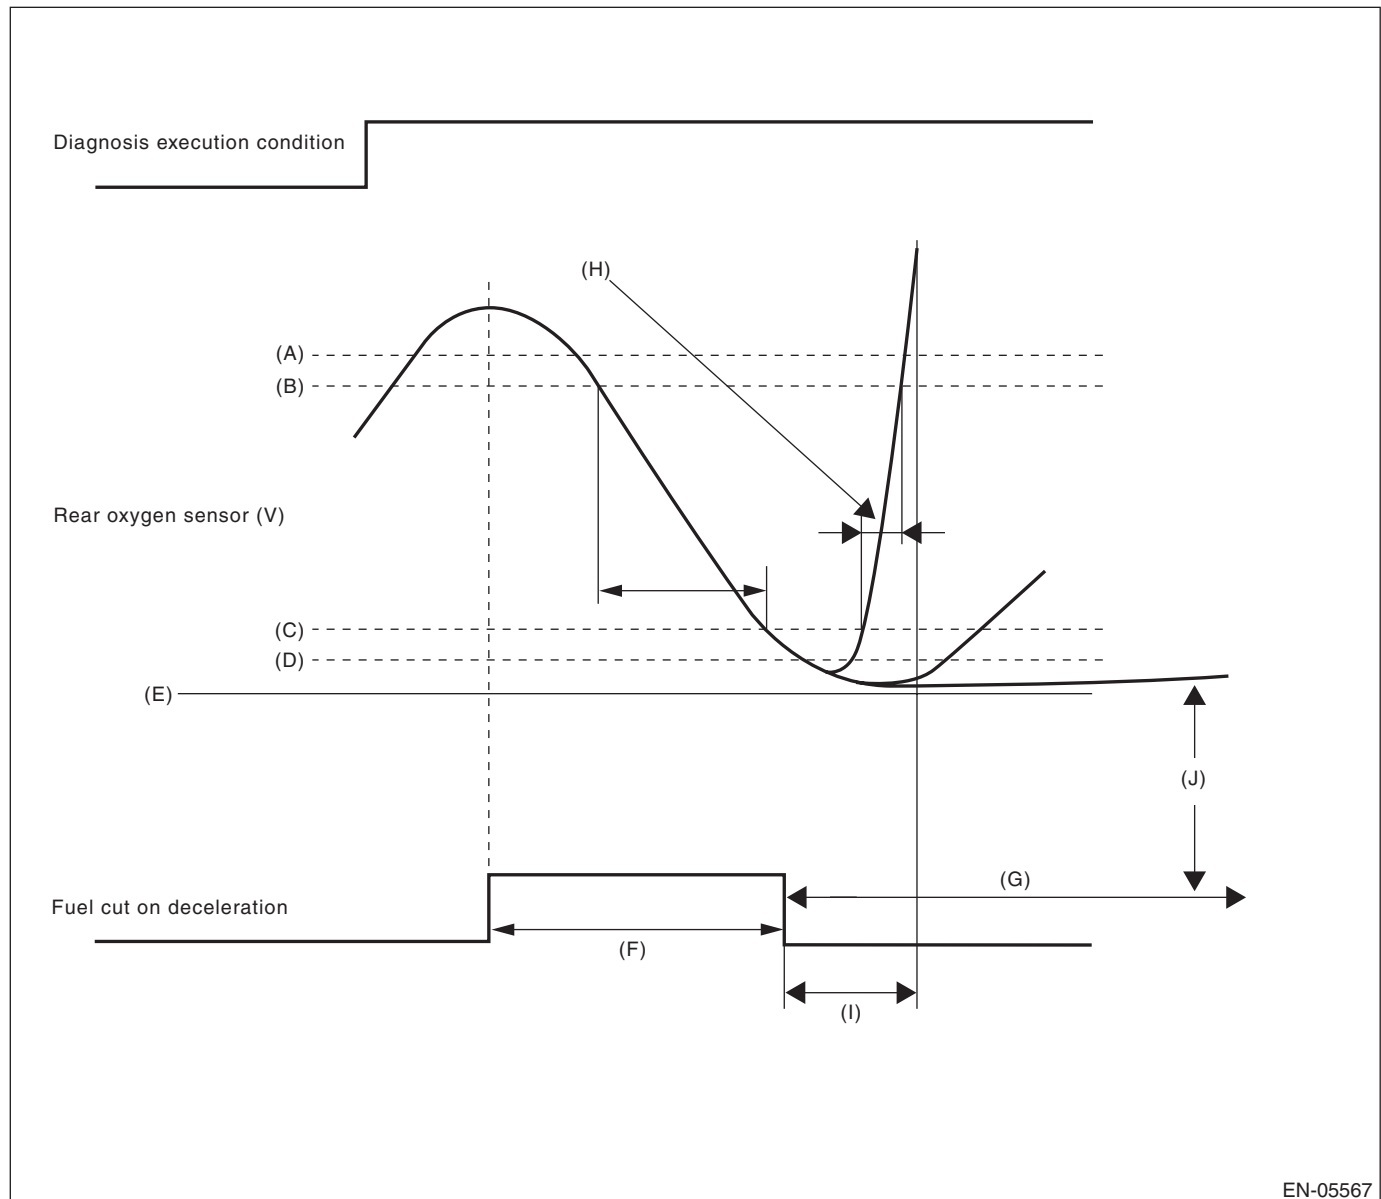 Diagnosis execution condition
(H)
(A)
(B)
Rear oxygen sensor (V)
(C)
(D)
(E)
(J)
(G)
Fuel cut on deceleration
(F)
(I)
EN-05567